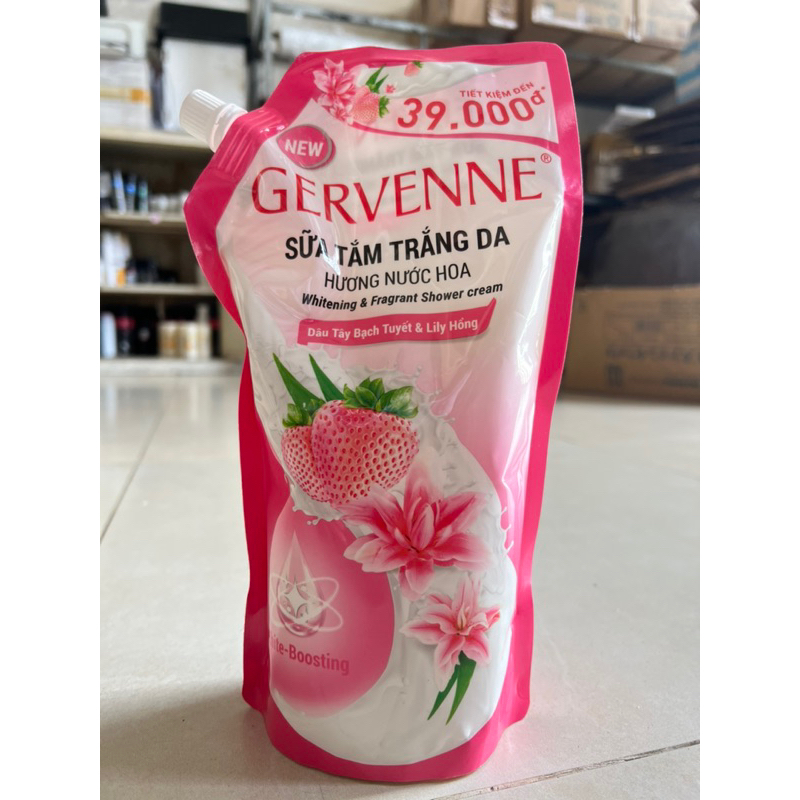 TIẾT KIỆM ĐẾN
39.000đ*
NEW
GERVENNE®
SỮA TẮM TRẮNG DA
HƯƠNG NƯỚC HOA
Whitening & Fragrant Shower cream
Dâu Tây Bạch Tuyết & Lily Hồng
-Boosting